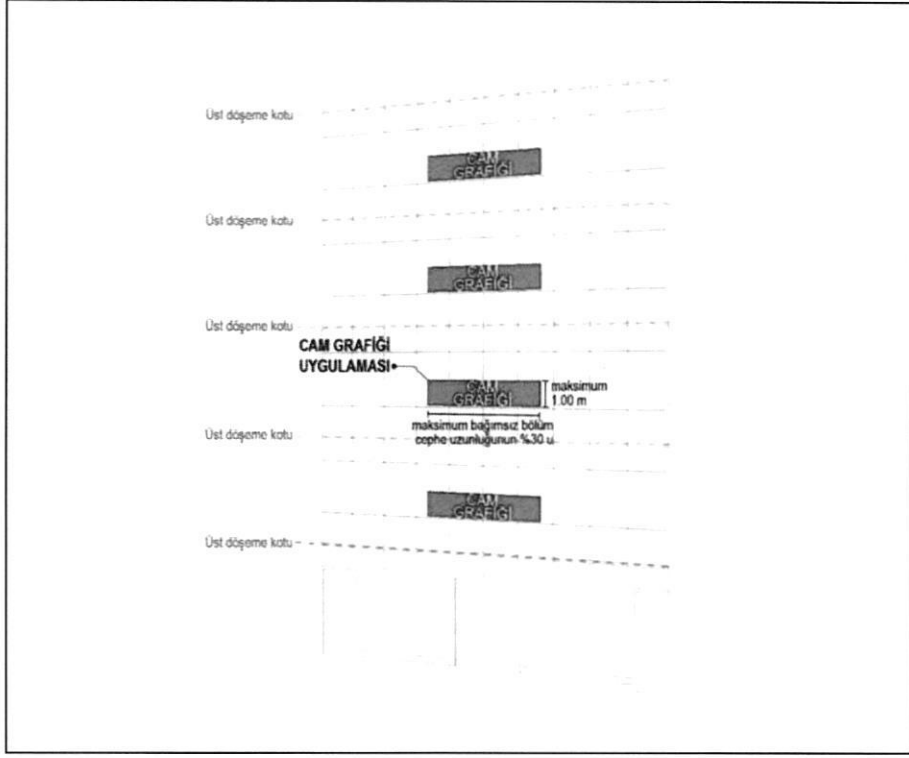 Üst döşeme kotu
CAM
GRAFİĞİ
Üst döşeme kotu
CAM
GRAFİĞİ
Üst döşeme kotu
CAM GRAFİĞİ
UYGULAMASI
CAM
GRAFİĞİ
maksimum
1.00 m
maksimum bağımsız bölüm
cephe uzunluğunun %30 u
Üst döşeme kotu
CAM
GRAFİĞİ
Üst döşeme kotu